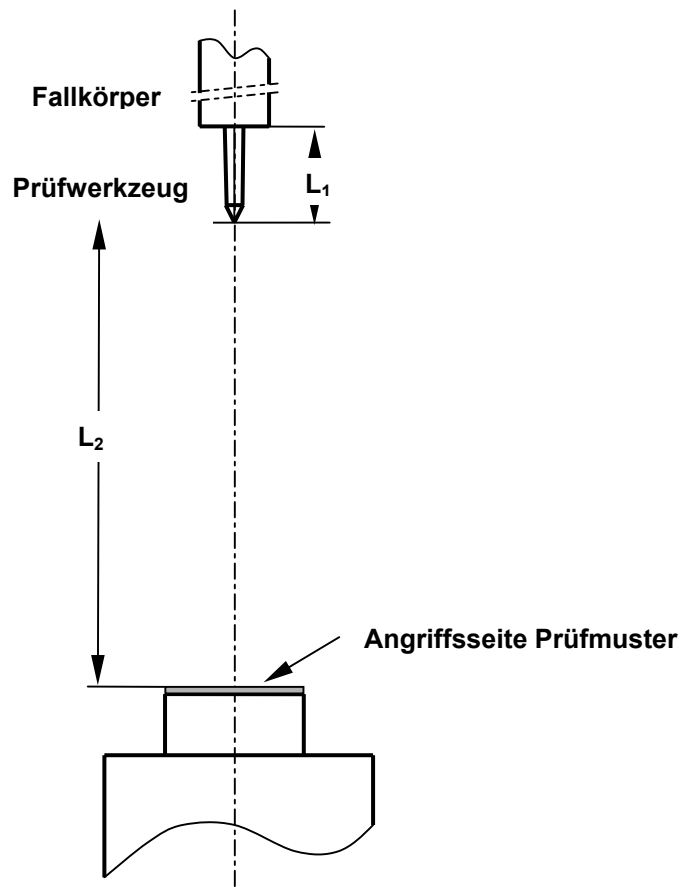 Fallkörper
L₁
Prüfwerkzeug
L₂
Angriffsseite Prüfmuster